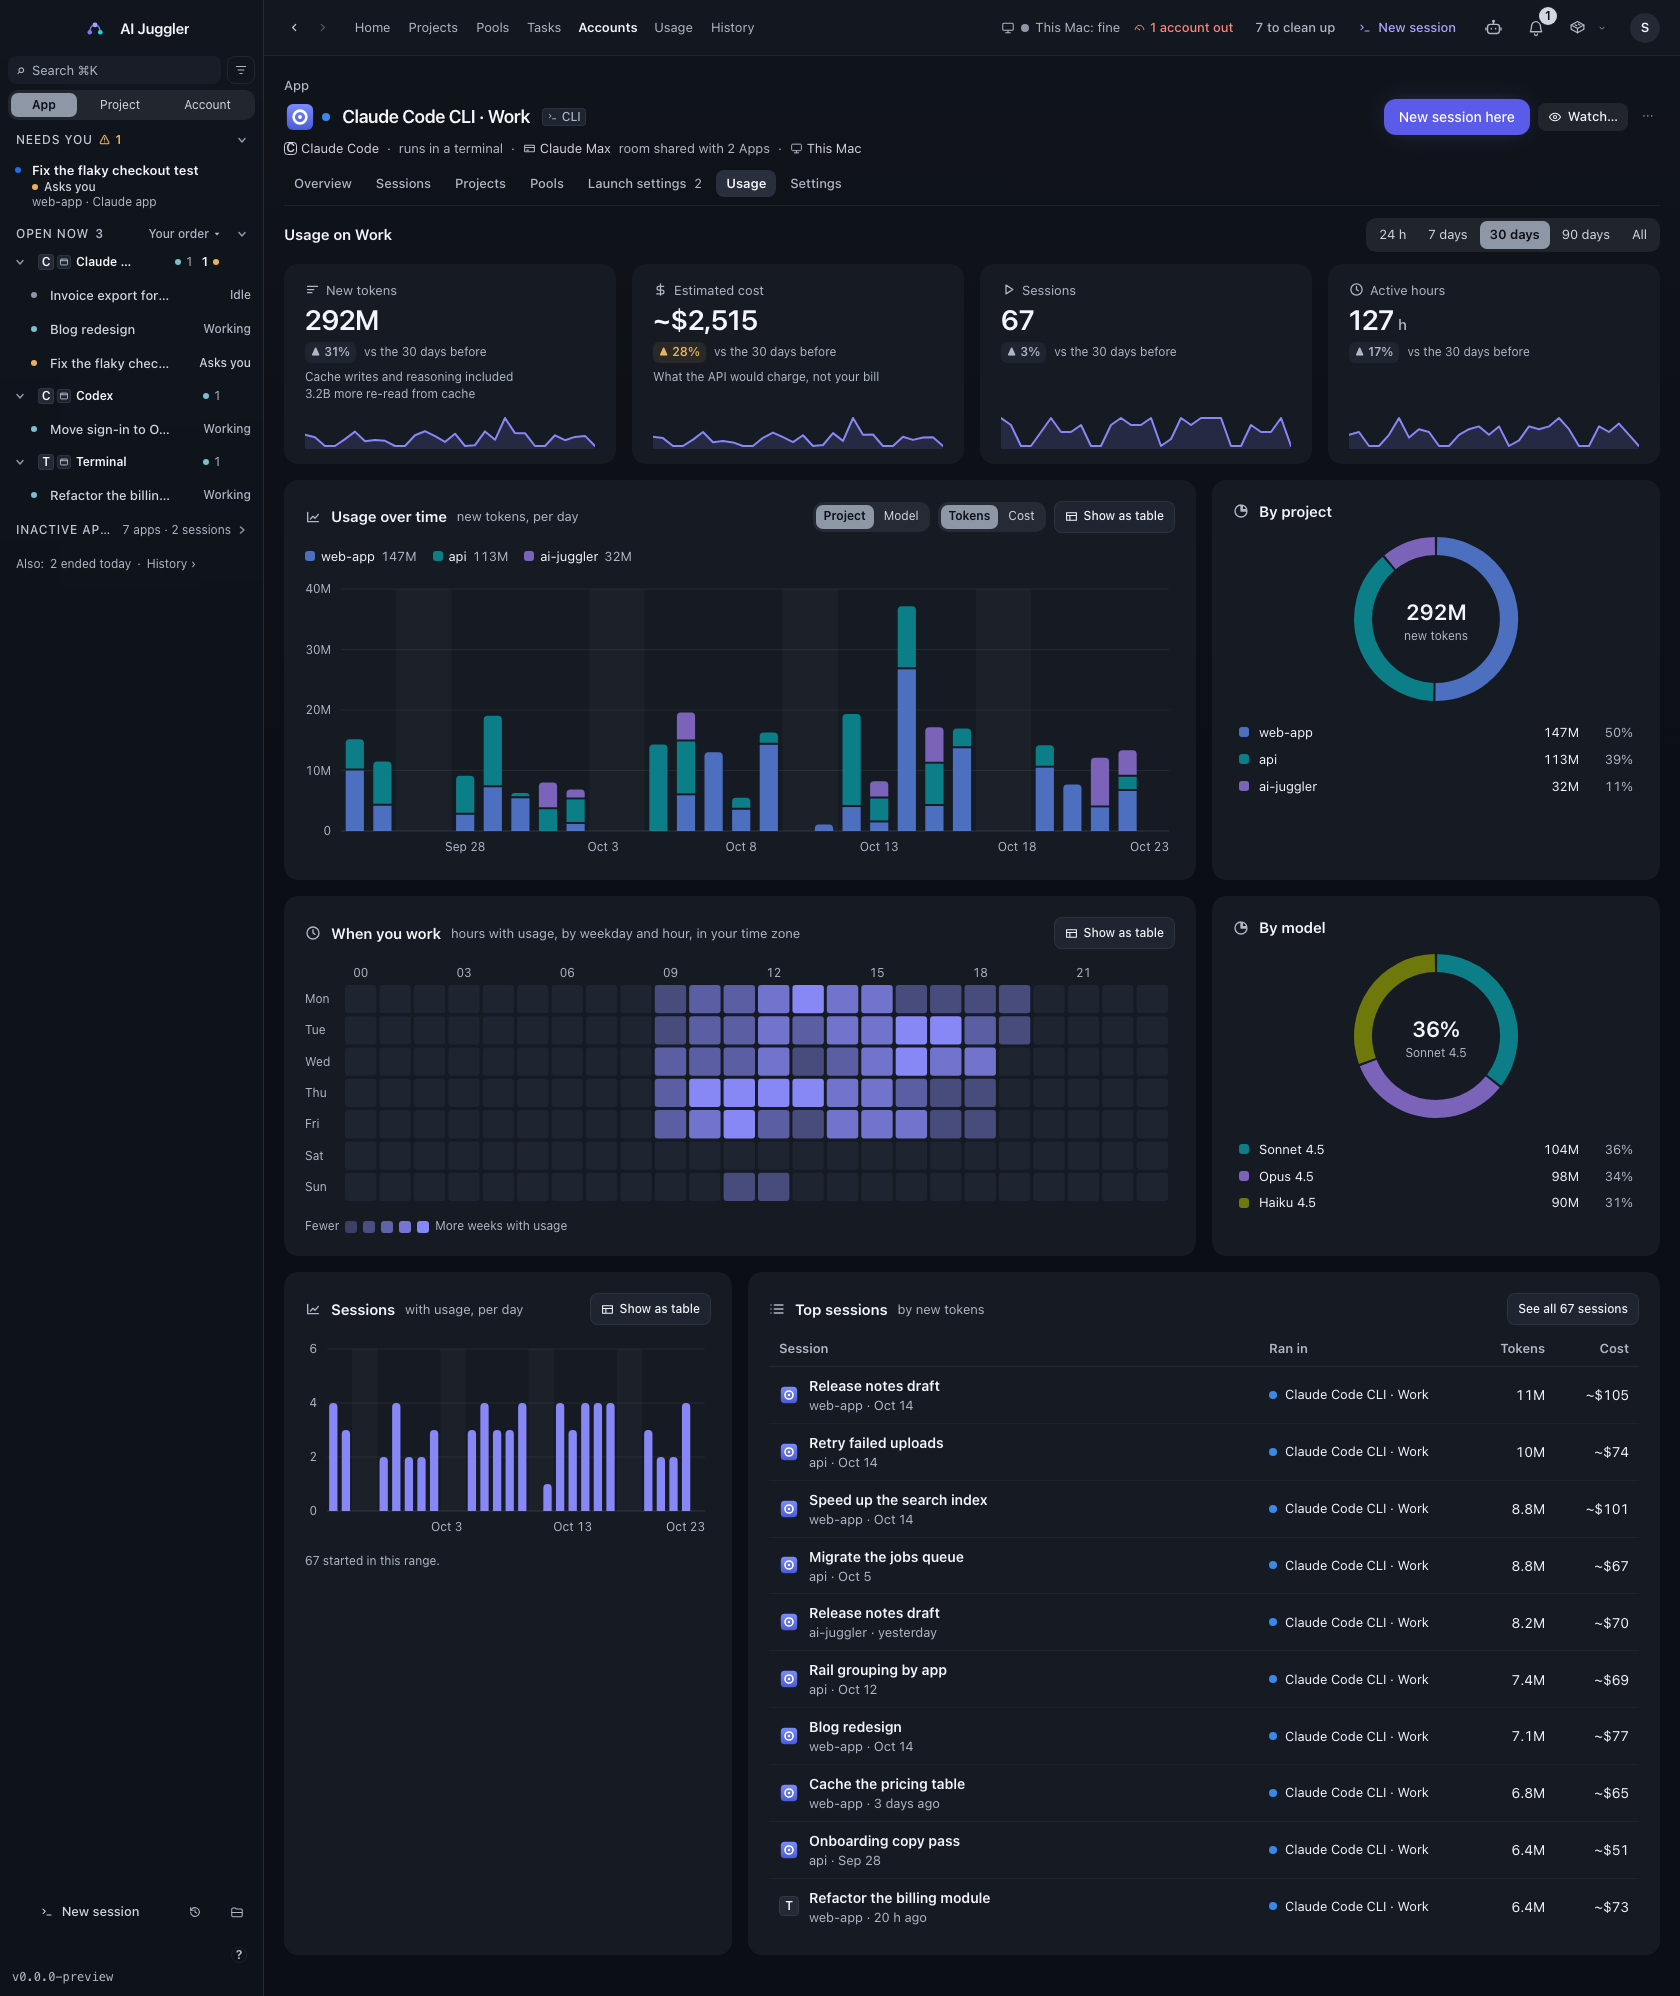 AI Juggler
Search ⌘K
App Project Account
NEEDS YOU 1
Fix the flaky checkout test
Asks you
web-app · Claude app
OPEN NOW 3 Your order
C Claude ... 1 1
Invoice export for... Idle
Blog redesign Working
Fix the flaky chec... Asks you
C Codex 1
Move sign-in to O... Working
T Terminal 1
Refactor the billin... Working
INACTIVE AP... 7 apps · 2 sessions
Also: 2 ended today · History ›
New session
?
v0.0.0-preview
Home Projects Pools Tasks Accounts Usage History
This Mac: fine 1 account out 7 to clean up New session 1 S
App
Claude Code CLI · Work CLI
New session here Watch... ...
C Claude Code · runs in a terminal · Claude Max room shared with 2 Apps · This Mac
Overview Sessions Projects Pools Launch settings 2 Usage Settings
Usage on Work
24 h 7 days 30 days 90 days All
New tokens
292M
▲ 31% vs the 30 days before
Cache writes and reasoning included
3.2B more re-read from cache
$ Estimated cost
~$2,515
▲ 28% vs the 30 days before
What the API would charge, not your bill
Sessions
67
▲ 3% vs the 30 days before
Active hours
127 h
▲ 17% vs the 30 days before
Usage over time new tokens, per day
Project Model Tokens Cost Show as table
web-app 147M api 113M ai-juggler 32M
40M
30M
20M
10M
0
Sep 28 Oct 3 Oct 8 Oct 13 Oct 18 Oct 23
By project
292M
new tokens
web-app 147M 50%
api 113M 39%
ai-juggler 32M 11%
When you work hours with usage, by weekday and hour, in your time zone
Show as table
00 03 06 09 12 15 18 21
Mon
Tue
Wed
Thu
Fri
Sat
Sun
Fewer More weeks with usage
By model
36%
Sonnet 4.5
Sonnet 4.5 104M 36%
Opus 4.5 98M 34%
Haiku 4.5 90M 31%
Sessions with usage, per day
Show as table
6
4
2
0
Oct 3 Oct 13 Oct 23
67 started in this range.
Top sessions by new tokens
See all 67 sessions
Session Ran in Tokens Cost
Release notes draft
web-app · Oct 14
Claude Code CLI · Work 11M ~$105
Retry failed uploads
api · Oct 14
Claude Code CLI · Work 10M ~$74
Speed up the search index
web-app · Oct 14
Claude Code CLI · Work 8.8M ~$101
Migrate the jobs queue
api · Oct 5
Claude Code CLI · Work 8.8M ~$67
Release notes draft
ai-juggler · yesterday
Claude Code CLI · Work 8.2M ~$70
Rail grouping by app
api · Oct 12
Claude Code CLI · Work 7.4M ~$69
Blog redesign
web-app · Oct 14
Claude Code CLI · Work 7.1M ~$77
Cache the pricing table
web-app · 3 days ago
Claude Code CLI · Work 6.8M ~$65
Onboarding copy pass
api · Sep 28
Claude Code CLI · Work 6.4M ~$51
T Refactor the billing module
web-app · 20 h ago
Claude Code CLI · Work 6.4M ~$73